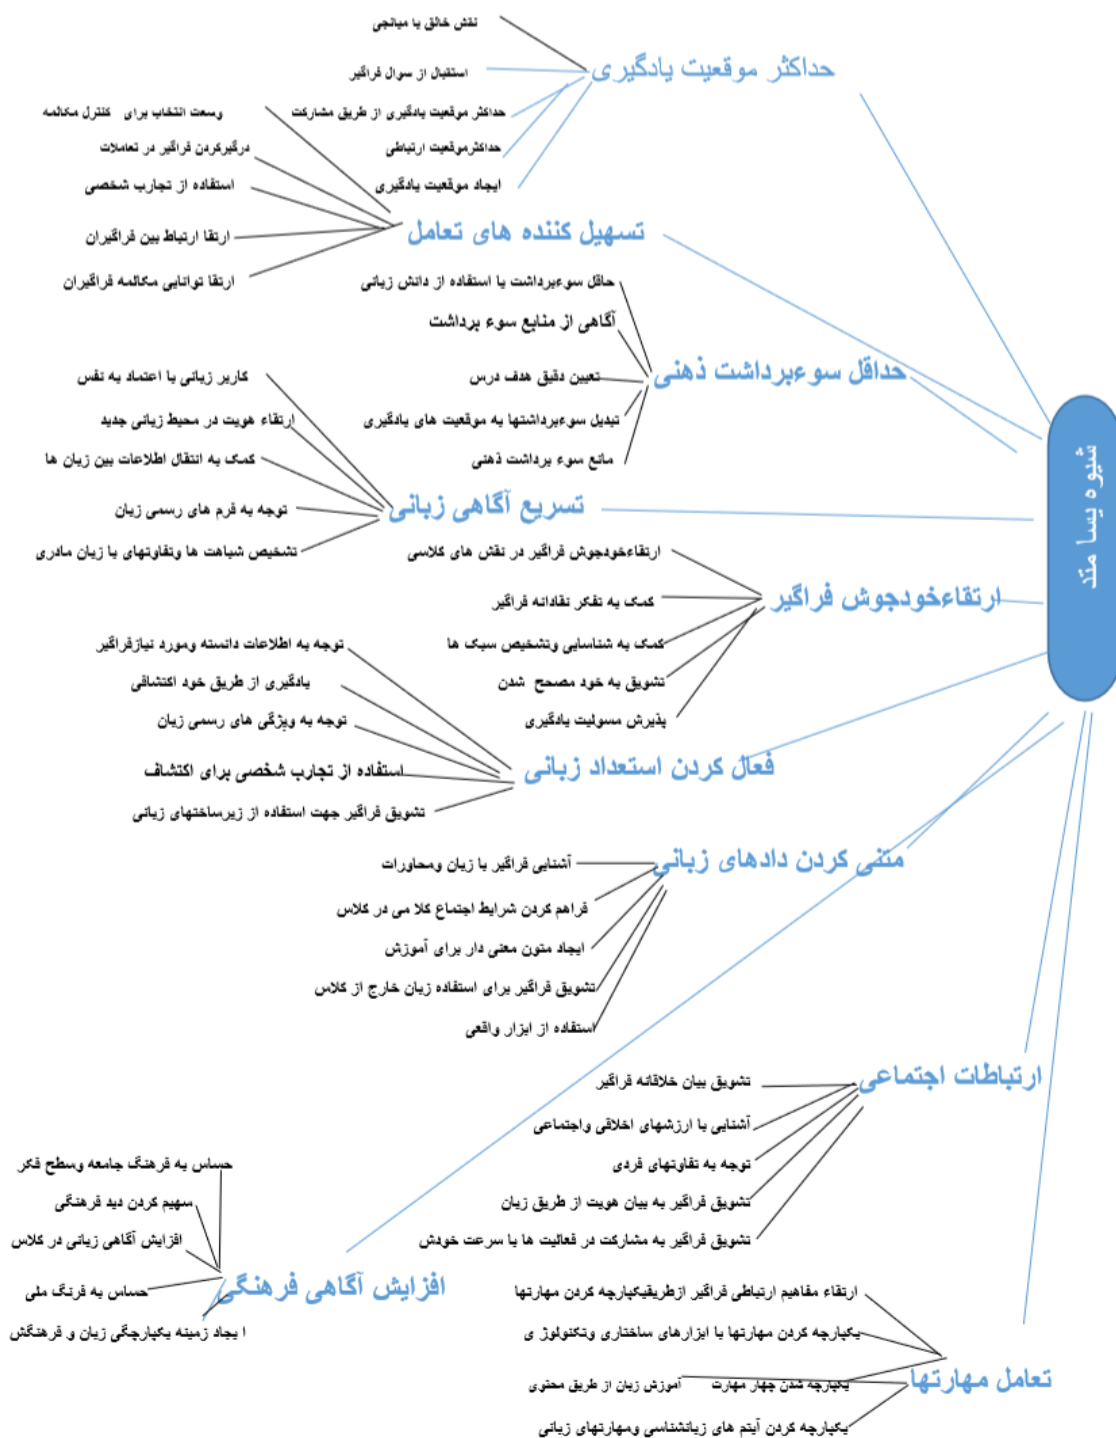 شیوه پسا متد
حداکثر موقعیت یادگیری
نقش خالق یا میانجی
استقبال از سوال فراگیر
حداکثر موقعیت یادگیری از طریق مشارکت
حداکثرموقعیت ارتباطی
ایجاد موقعیت یادگیری
تسهیل کننده های تعامل
وسعت انتخاب برای کنترل مکالمه
درگیرکردن فراگیر در تعاملات
استفاده از تجارب شخصی
ارتقا ارتباط بین فراگیران
ارتقا توانایی مکالمه فراگیران
حداقل سوءبرداشت ذهنی
حاقل سوءبرداشت با استفاده از دانش زبانی
آگاهی از منابع سوء برداشت
تعیین دقیق هدف درس
تبدیل سوءبرداشتها به موقعیت های یادگیری
مانع سوء برداشت ذهنی
تسریع آگاهی زبانی
کاربر زبانی با اعتماد به نفس
ارتقاء هویت در محیط زبانی جدید
کمک به انتقال اطلاعات بین زبان ها
توجه به فرم های رسمی زبان
تشخیص شباهت ها وتفاوتهای با زبان مادری
ارتقاءخودجوش فراگیر
ارتقاءخودجوش فراگیر در نقش های کلاسی
کمک به تفکر نقادانه فراگیر
کمک به شناسایی وتشخیص سبک ها
تشویق به خود مصحح شدن
پذیرش مسولیت یادگیری
فعال کردن استعداد زبانی
توجه به اطلاعات دانسته ومورد نیازفراگیر
یادگیری از طریق خود اکتشافی
توجه به ویژگی های رسمی زبان
استفاده از تجارب شخصی برای اکتشاف
تشویق فراگیر جهت استفاده از زیرساختهای زبانی
متنی کردن دادهای زبانی
آشنایی فراگیر با زبان ومحاورات
فراهم کردن شرایط اجتماع کلا می در کلاس
ایجاد متون معنی دار برای آموزش
تشویق فراگیر برای استفاده زبان خارج از کلاس
استفاده از ابزار واقعی
ارتباطات اجتماعی
تشویق بیان خلاقانه فراگیر
آشنایی با ارزشهای اخلاقی واجتماعی
توجه به تفاوتهای فردی
تشویق فراگیر به بیان هویت از طریق زبان
تشویق فراگیر به مشارکت در فعالیت ها با سرعت خودش
افزایش آگاهی فرهنگی
حساس به فرهنگ جامعه وسطح فکر
سهیم کردن دید فرهنگی
افزایش آگاهی زبانی در کلاس
حساس به فرنگ ملی
ا یجاد زمینه یکپارچگی زبان و فرهنگش
تعامل مهارتها
ارتقاء مفاهیم ارتباطی فراگیر ازطریقیکپارچه کردن مهارتها
یکپارچه کردن مهارتها با ابزارهای ساختاری وتکنولوژ ی
یکپارچه شدن چهار مهارت
آموزش زبان از طریق محتوی
یکپارچه کردن آیتم های زبانشناسی ومهارتهای زبانی